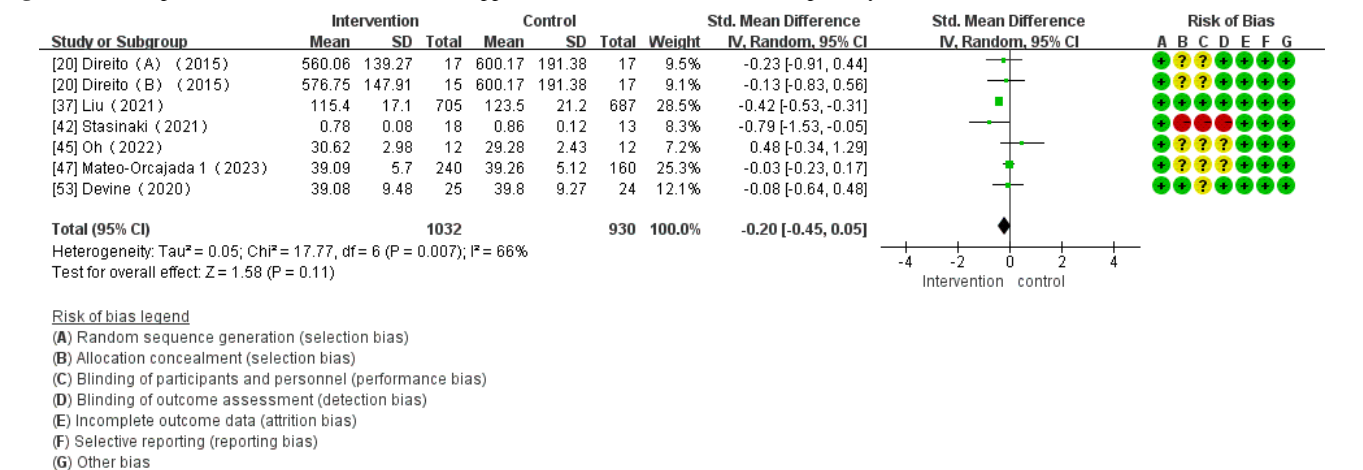 Intervention Control Std. Mean Difference Std. Mean Difference Risk of Bias
Study or Subgroup Mean SD Total Mean SD Total Weight IV, Random, 95% CI IV, Random, 95% CI A B C D E F G
[20] Direito (A) (2015) 560.06 139.27 17 600.17 191.38 17 9.5% -0.23 [-0.91, 0.44] + ? ? + + + +
[20] Direito (B) (2015) 576.75 147.91 15 600.17 191.38 17 9.1% -0.13 [-0.83, 0.56] + ? ? + + + +
[37] Liu (2021) 115.4 17.1 705 123.5 21.2 687 28.5% -0.42 [-0.53, -0.31] + + + + + + +
[42] Stasinaki (2021) 0.78 0.08 18 0.86 0.12 13 8.3% -0.79 [-1.53, -0.05] + - - - + + +
[45] Oh (2022) 30.62 2.98 12 29.28 2.43 12 7.2% 0.48 [-0.34, 1.29] + ? ? ? + + +
[47] Mateo-Orcajada 1 (2023) 39.09 5.7 240 39.26 5.12 160 25.3% -0.03 [-0.23, 0.17] + ? ? ? + + +
[53] Devine (2020) 39.08 9.48 25 39.8 9.27 24 12.1% -0.08 [-0.64, 0.48] + + ? + + + +
Total (95% CI) 1032 930 100.0% -0.20 [-0.45, 0.05]
Heterogeneity: Tau² = 0.05; Chi² = 17.77, df = 6 (P = 0.007); I² = 66%
Test for overall effect: Z = 1.58 (P = 0.11)
-4 -2 0 2 4
Intervention control
Risk of bias legend
(A) Random sequence generation (selection bias)
(B) Allocation concealment (selection bias)
(C) Blinding of participants and personnel (performance bias)
(D) Blinding of outcome assessment (detection bias)
(E) Incomplete outcome data (attrition bias)
(F) Selective reporting (reporting bias)
(G) Other bias